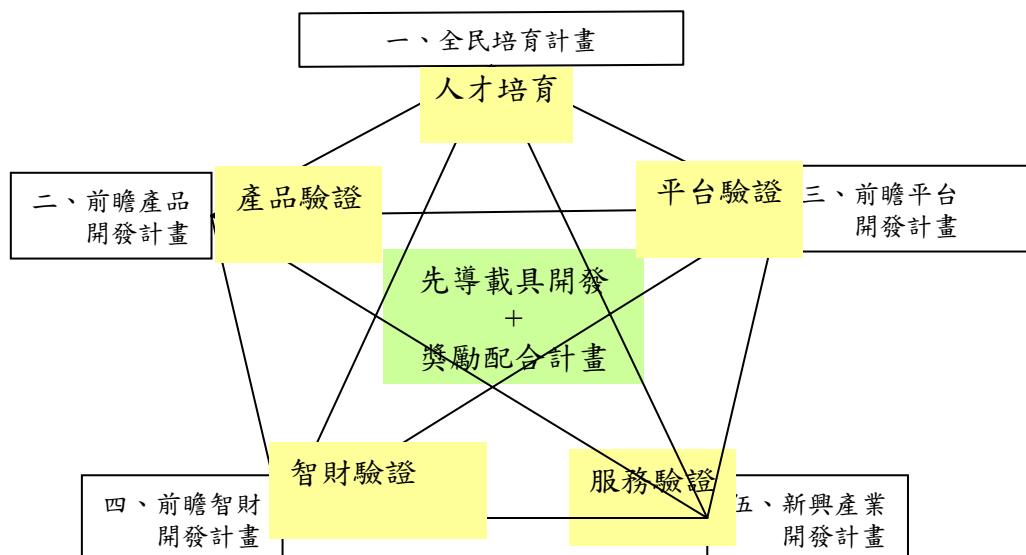 一、全民培育計畫
人才培育
二、前瞻產品
開發計畫
產品驗證
平台驗證
三、前瞻平台
開發計畫
先導載具開發
+
獎勵配合計畫
四、前瞻智財
開發計畫
智財驗證
服務驗證
伍、新興產業
開發計畫